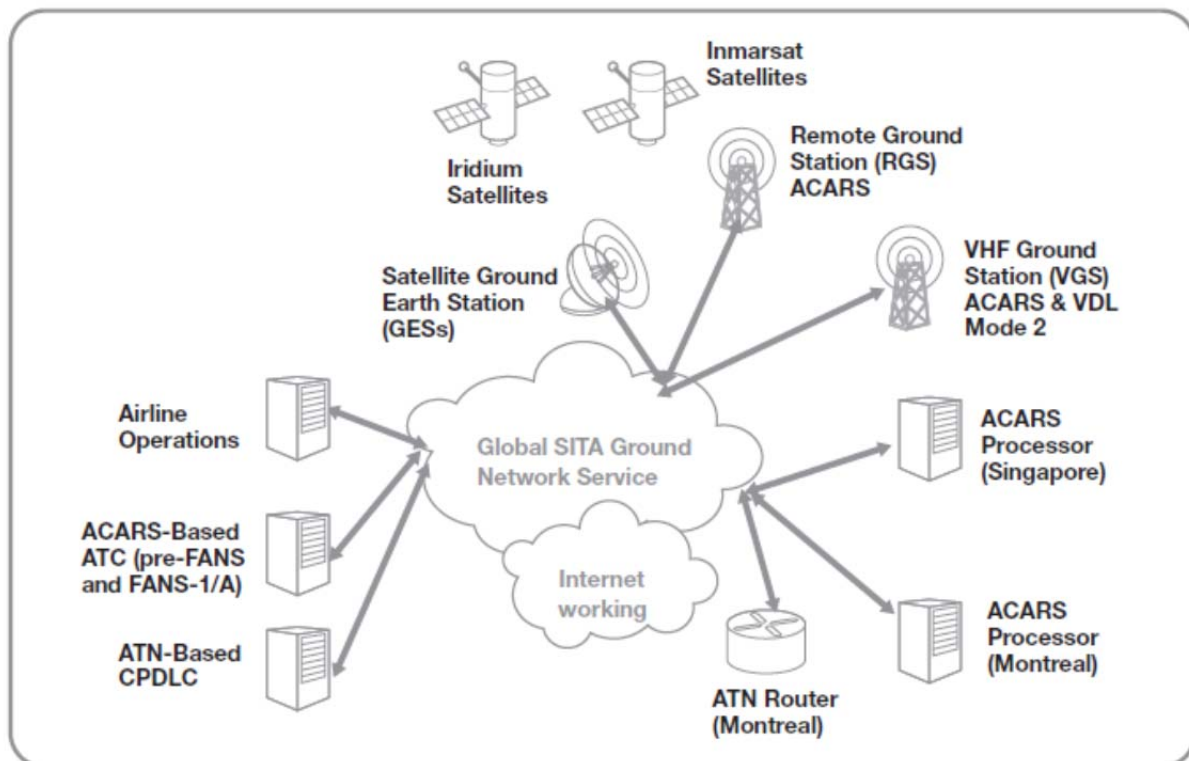 Inmarsat
Satellites
Iridium
Satellites
Remote Ground
Station (RGS)
ACARS
Satellite Ground
Earth Station
(GESs)
VHF Ground
Station (VGS)
ACARS & VDL
Mode 2
Airline
Operations
Global SITA Ground
Network Service
ACARS
Processor
(Singapore)
ACARS-Based
ATC (pre-FANS
and FANS-1/A)
Internet
working
ATN-Based
CPDLC
ATN Router
(Montreal)
ACARS
Processor
(Montreal)